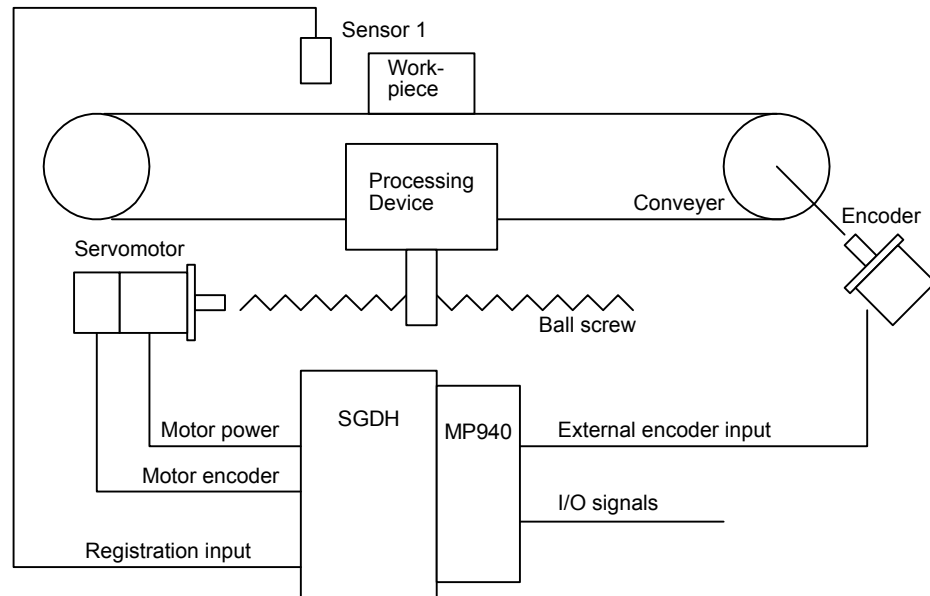 Sensor 1
Work-
piece
Processing
Device
Conveyer
Encoder
Servomotor
Ball screw
SGDH
MP940
Motor power
External encoder input
Motor encoder
I/O signals
Registration input